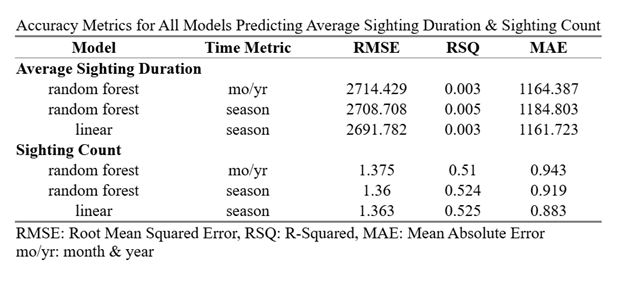 Accuracy Metrics for All Models Predicting Average Sighting Duration & Sighting Count
Model Time Metric RMSE RSQ MAE
Average Sighting Duration
random forest mo/yr 2714.429 0.003 1164.387
random forest season 2708.708 0.005 1184.803
linear season 2691.782 0.003 1161.723
Sighting Count
random forest mo/yr 1.375 0.51 0.943
random forest season 1.36 0.524 0.919
linear season 1.363 0.525 0.883
RMSE: Root Mean Squared Error, RSQ: R-Squared, MAE: Mean Absolute Error
mo/yr: month & year